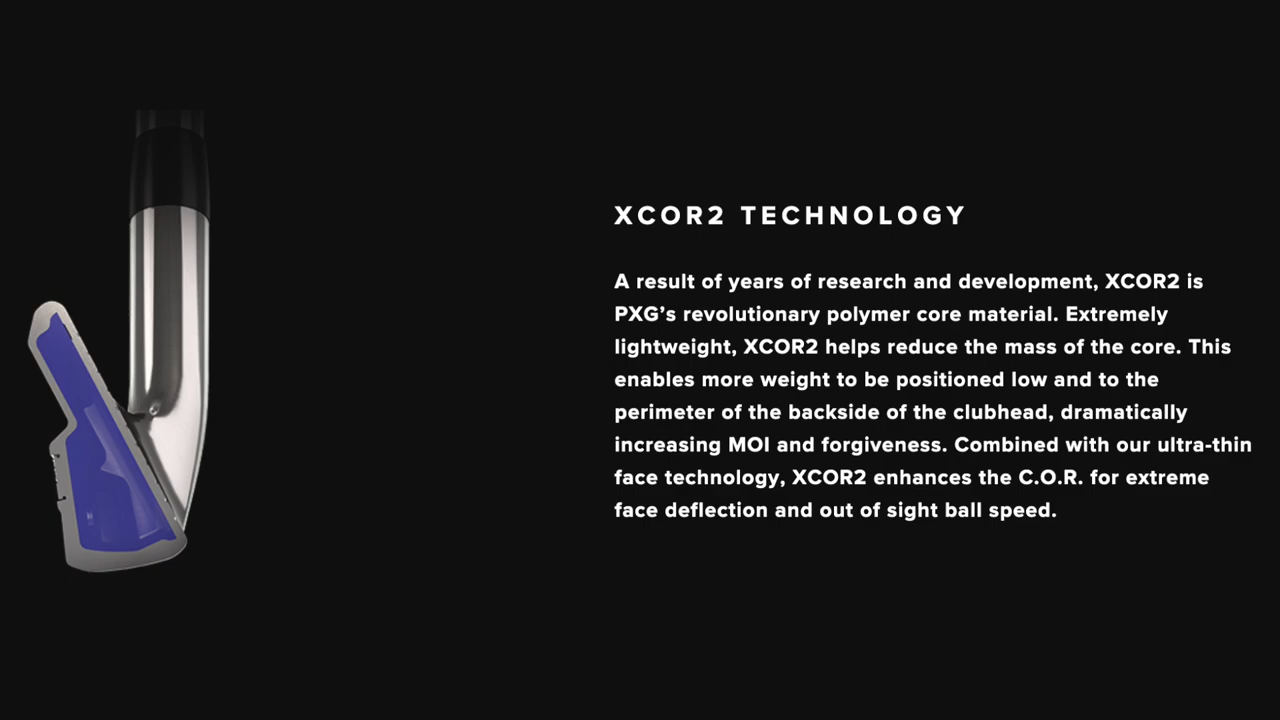 XCOR2 TECHNOLOGY
A result of years of research and development, XCOR2 is
PXG’s revolutionary polymer core material. Extremely
lightweight, XCOR2 helps reduce the mass of the core. This
enables more weight to be positioned low and to the
perimeter of the backside of the clubhead, dramatically
increasing MOI and forgiveness. Combined with our ultra-thin
face technology, XCOR2 enhances the C.O.R. for extreme
face deflection and out of sight ball speed.